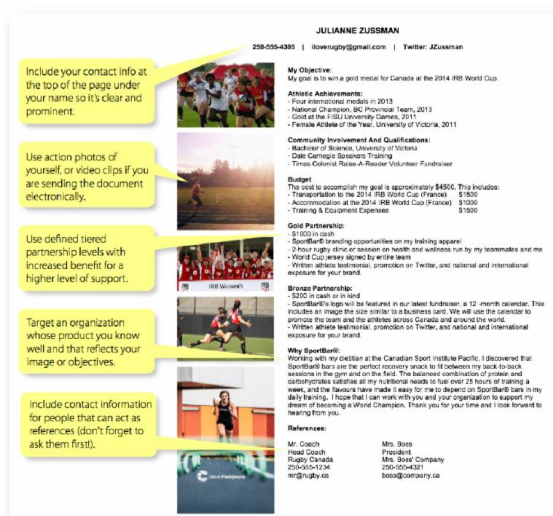 JULIANNE ZUSSMAN
250-555-4305 | iloverugby@gmail.com | Twitter: JZussman
Include your contact info at
the top of the page under
your name so it's clear and
prominent.
Use action photos of
yourself, or video clips if you
are sending the document
electronically.
Use defined tiered
partnership levels with
increased benefit for a
higher level of support.
Target an organization
whose product you know
well and that reflects your
image or objectives.
Include contact information
for people that can act as
references (don't forget to
ask them first!).
IRB Women's
My Objective:
My goal is to win a gold medal for Canada at the 2014 IRB World Cup.
Athletic Achievements:
- Four international medals in 2013
- National Champion, BC Provincial Team, 2013
- Gold at the FISU University Games, 2011
- Female Athlete of the Year, University of Victoria, 2011
Community Involvement And Qualifications:
- Bachelor of Science, University of Victoria
- Dale Carnegie Speakers Training
- Times Colonist Raise-A-Reader Volunteer Fundraiser
Budget
The cost to accomplish my goal is approximately $4500. This includes:
- Transportation to the 2014 IRB World Cup (France) $1500
- Accommodation at the 2014 IRB World Cup (France) $1000
- Training & Equipment Expenses $1500
Gold Partnership:
- $1000 in cash
- SportBar® branding opportunities on my training apparel
- 2-hour rugby clinic or session on health and wellness run by my teammates and me
- World Cup jersey signed by entire team
- Written athlete testimonial, promotion on Twitter, and national and international
exposure for your brand.
Bronze Partnership:
- $200 in cash or in kind
- SportBar®'s logo will be featured in our latest fundraiser, a 12 -month calendar. This
includes an image the size similar to a business card. We will use the calendar to
promote the team and the athletes across Canada and around the world.
- Written athlete testimonial, promotion on Twitter, and national and international
exposure for your brand.
Why SportBar®:
Working with my dietitian at the Canadian Sport Institute Pacific, I discovered that
SportBar® bars are the perfect recovery snack to fit between my back-to-back
sessions in the gym and on the field. The balanced combination of protein and
carbohydrates satisfies all my nutritional needs to fuel over 25 hours of training a
week, and the flavours have made it easy for me to depend on SportBar® bars in my
daily training. I hope that I can work with you and your organization to support my
dream of becoming a World Champion. Thank you for your time and I look forward to
hearing from you.
References:
Mr. Coach Mrs. Boss
Head Coach President
Rugby Canada Mrs. Boss' Company
250-555-1234 250-555-4321
mr@rugby.ca boss@company.ca